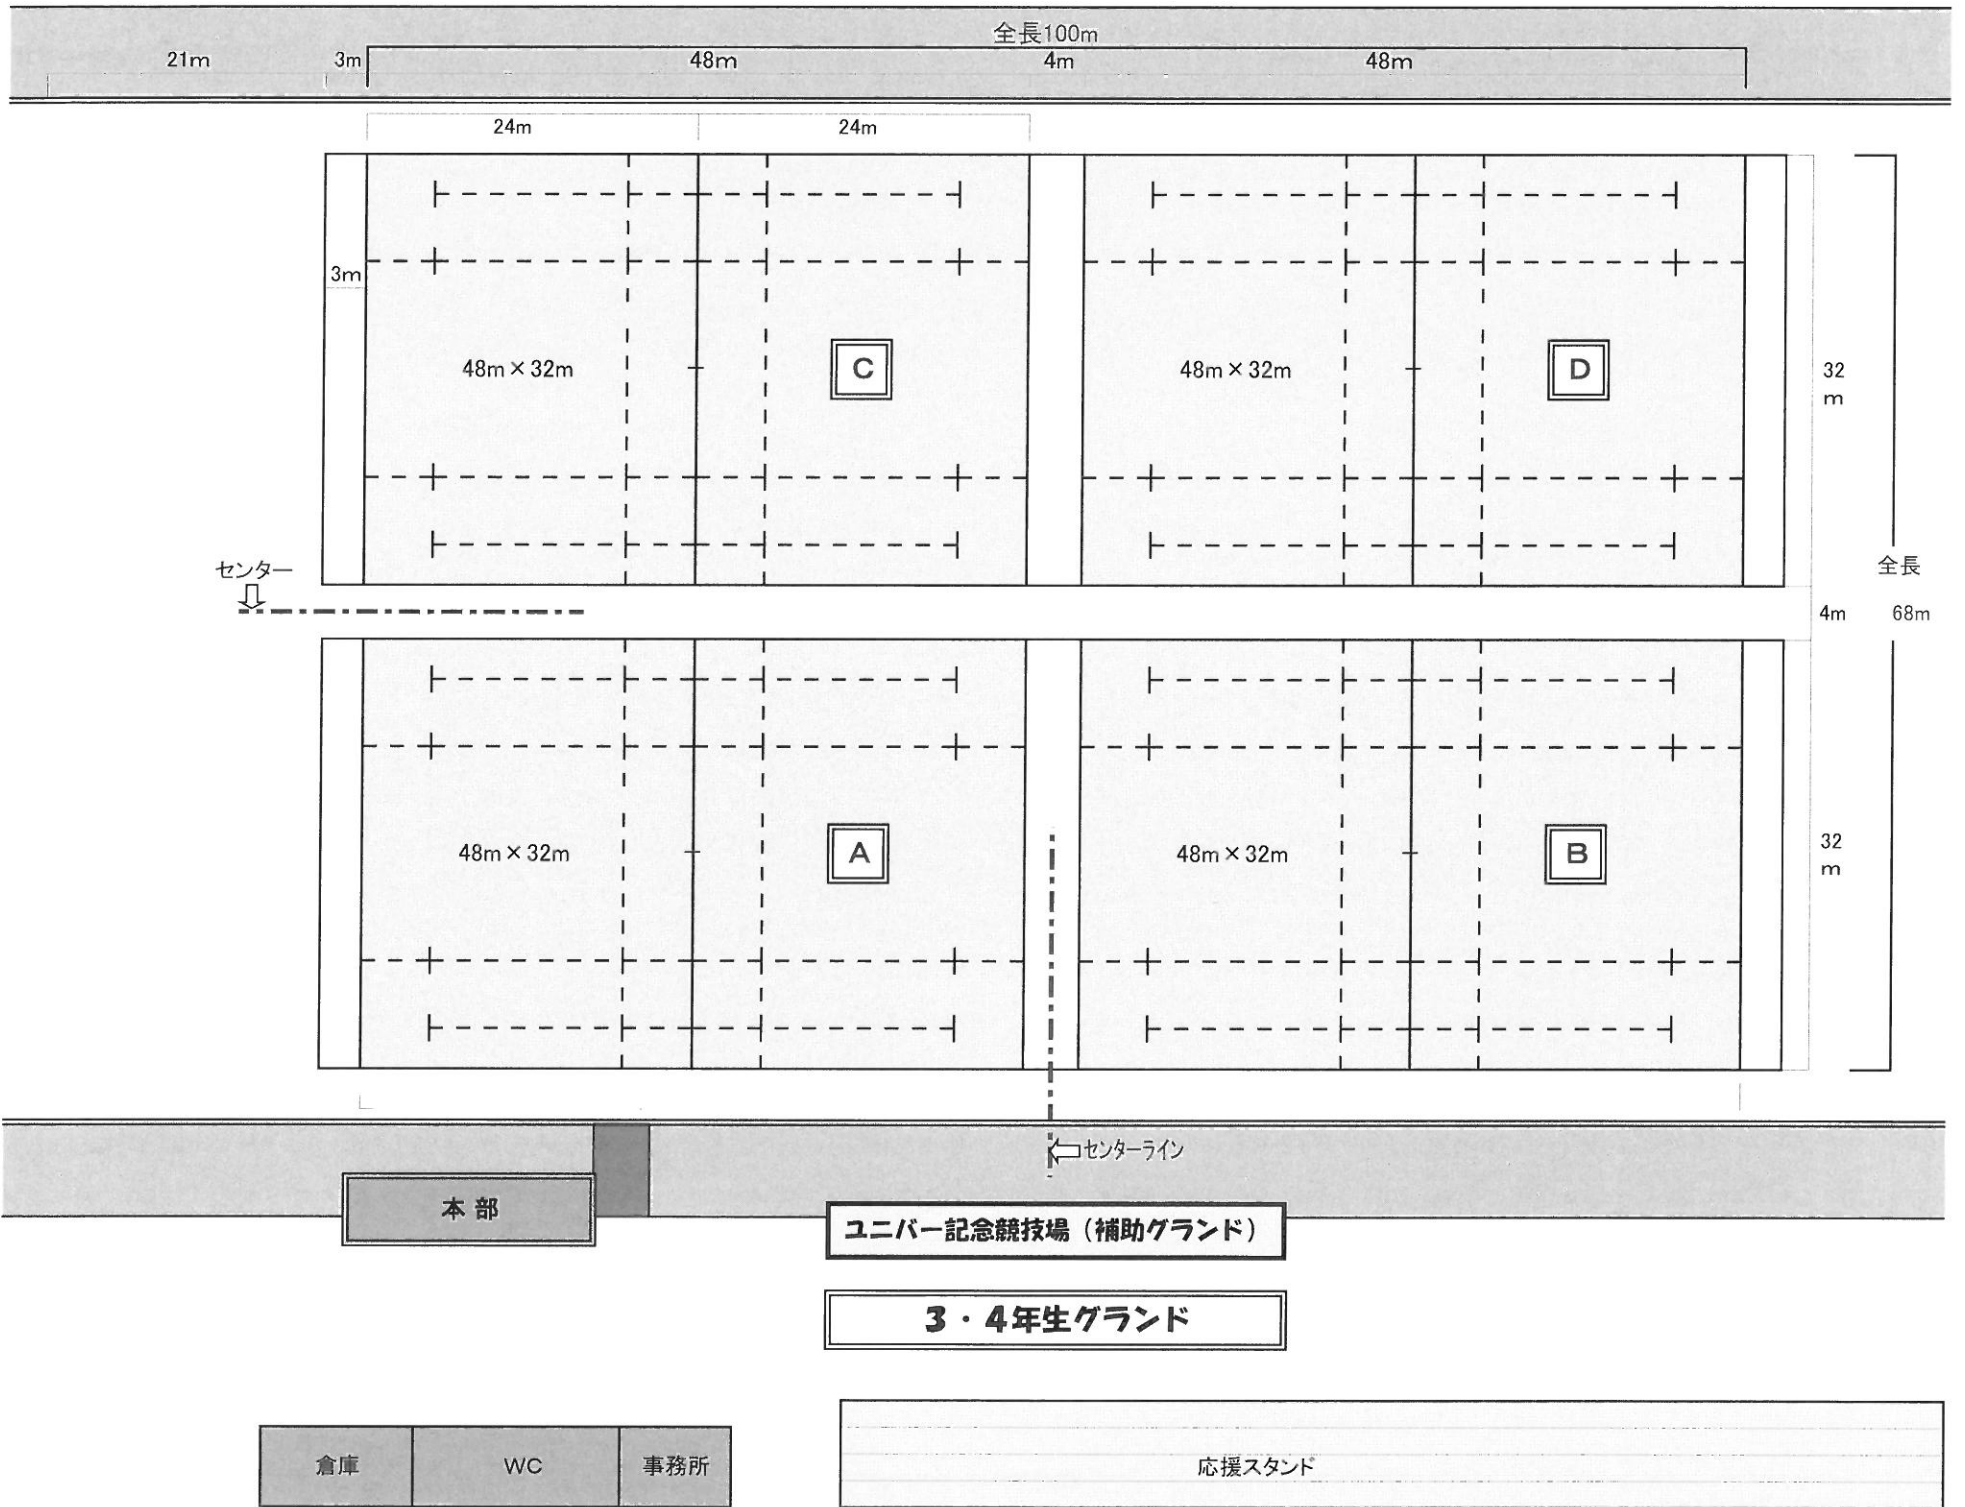 全長100m
21m 3m 48m 4m 48m
24m 24m
3m
48m×32m C 48m×32m D 32
m
センター
全長
4m 68m
48m×32m A 48m×32m B 32
m
センターライン
本部
ユニバー記念競技場（補助グランド）
３・４年生グランド
倉庫 WC 事務所 応援スタンド